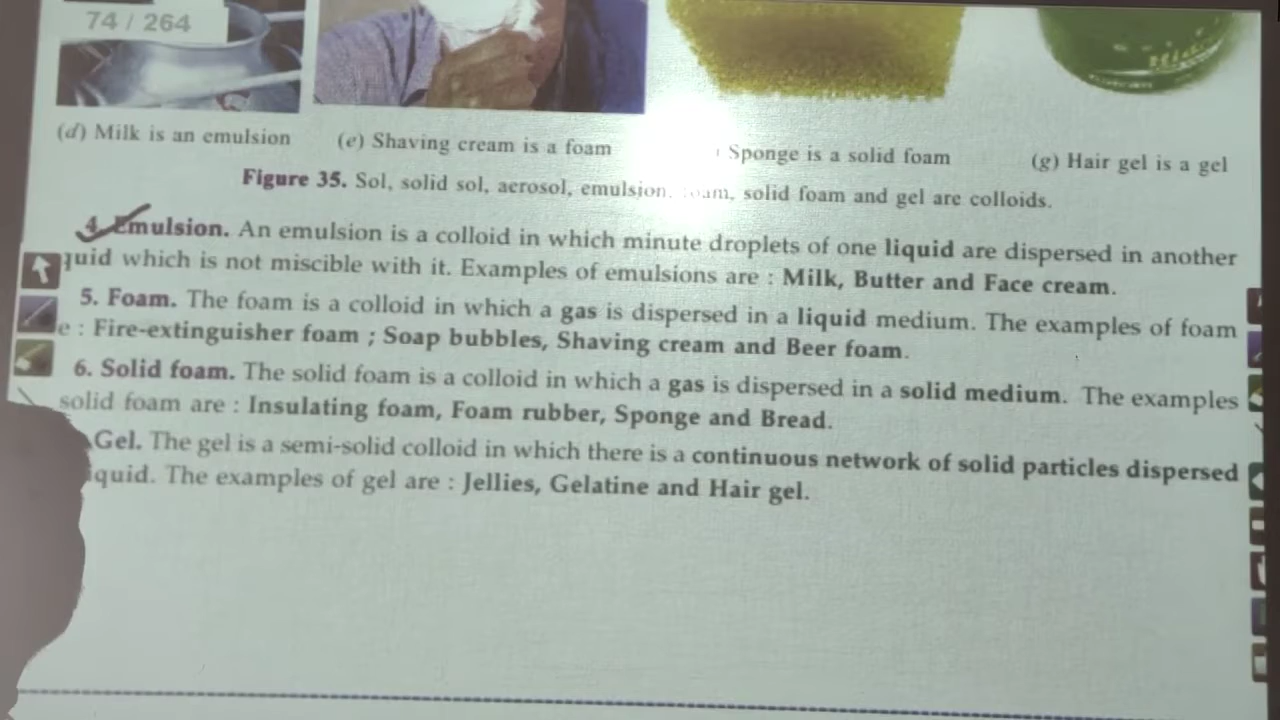 74 / 264
(d) Milk is an emulsion
(e) Shaving cream is a foam
Sponge is a solid foam
(g) Hair gel is a gel
Figure 35. Sol, solid sol, aerosol, emulsion, solid foam and gel are colloids.
4. Emulsion. An emulsion is a colloid in which minute droplets of one liquid are dispersed in another
quid which is not miscible with it. Examples of emulsions are : Milk, Butter and Face cream.
5. Foam. The foam is a colloid in which a gas is dispersed in a liquid medium. The examples of foam
e : Fire-extinguisher foam ; Soap bubbles, Shaving cream and Beer foam.
6. Solid foam. The solid foam is a colloid in which a gas is dispersed in a solid medium. The examples
solid foam are : Insulating foam, Foam rubber, Sponge and Bread.
Gel. The gel is a semi-solid colloid in which there is a continuous network of solid particles dispersed
iquid. The examples of gel are : Jellies, Gelatine and Hair gel.